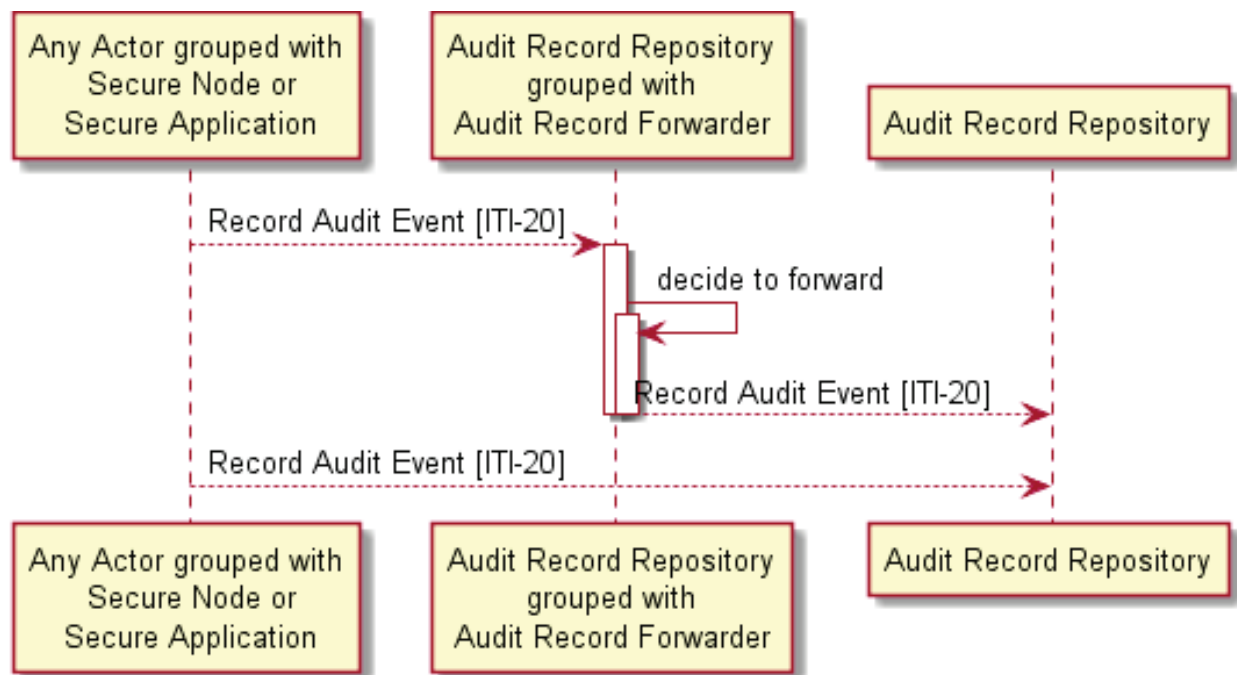 Any Actor grouped with
Secure Node or
Secure Application
Audit Record Repository
grouped with
Audit Record Forwarder
Audit Record Repository
Record Audit Event [ITI-20]
decide to forward
Record Audit Event [ITI-20]
Record Audit Event [ITI-20]
Any Actor grouped with
Secure Node or
Secure Application
Audit Record Repository
grouped with
Audit Record Forwarder
Audit Record Repository